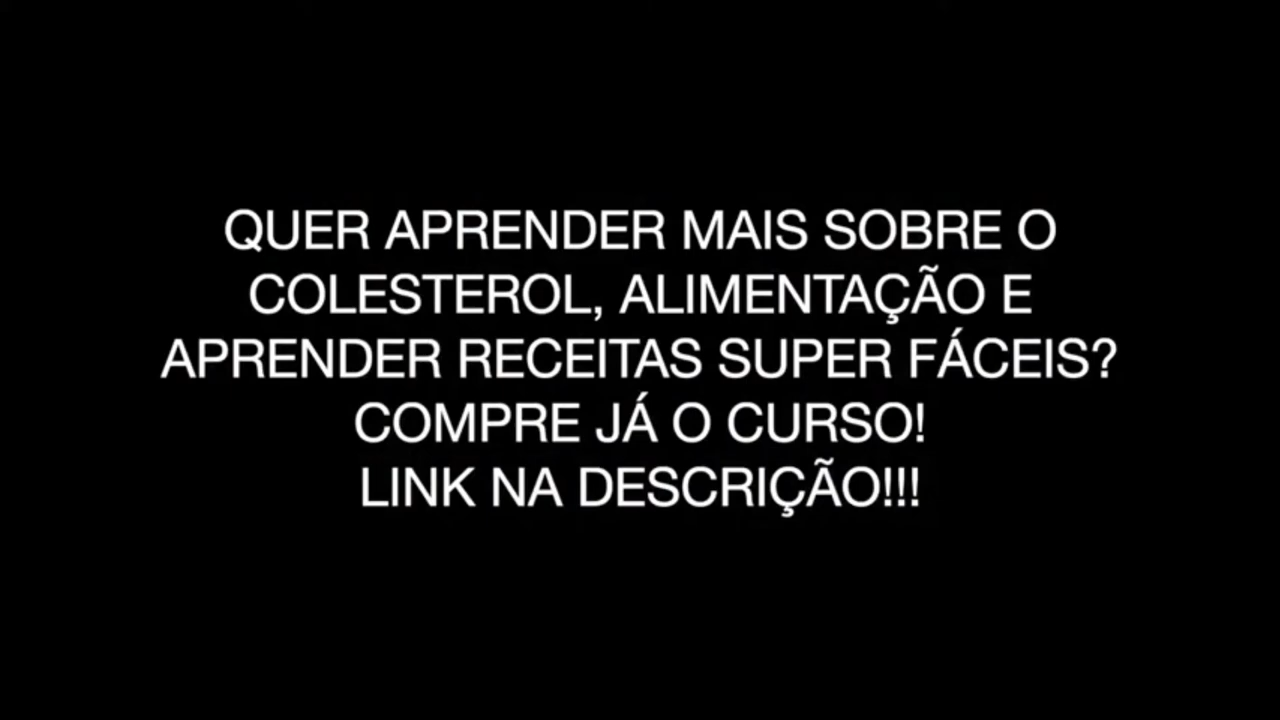 QUER APRENDER MAIS SOBRE O
COLESTEROL, ALIMENTAÇÃO E
APRENDER RECEITAS SUPER FÁCEIS?
COMPRE JÁ O CURSO!
LINK NA DESCRIÇÃO!!!